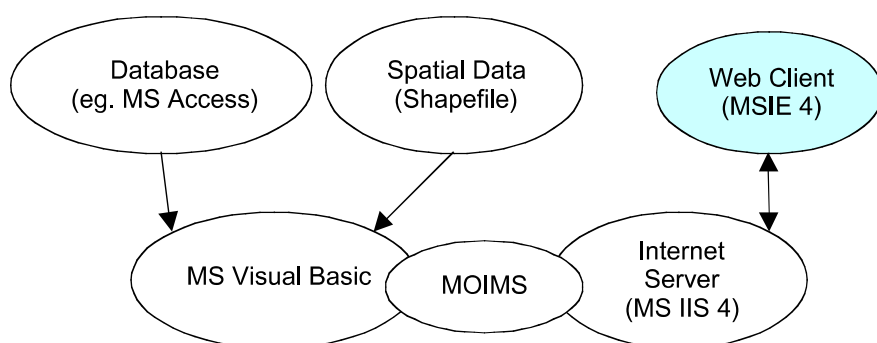 Database
(eg. MS Access)
Spatial Data
(Shapefile)
Web Client
(MSIE 4)
MS Visual Basic
MOIMS
Internet
Server
(MS IIS 4)